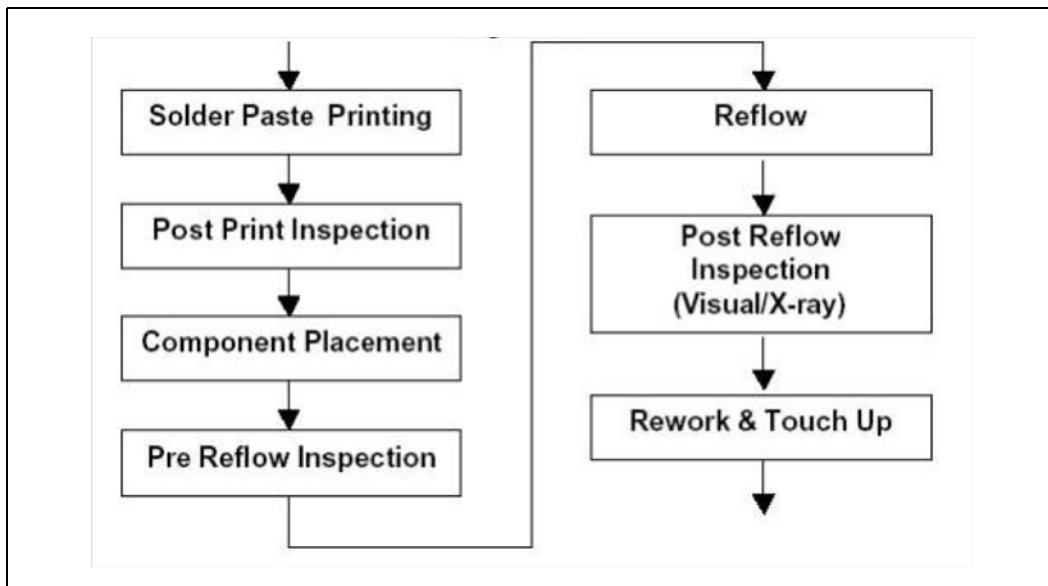 Solder Paste Printing
Post Print Inspection
Component Placement
Pre Reflow Inspection
Reflow
Post Reflow
Inspection
(Visual/X-ray)
Rework & Touch Up